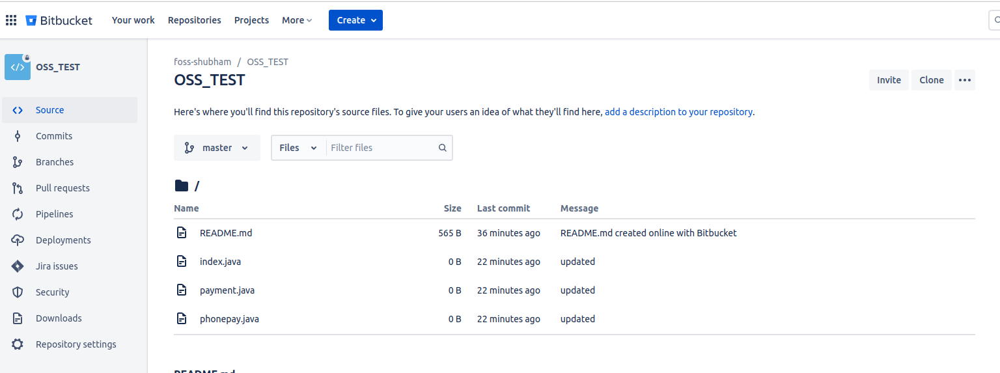 Bitbucket Your work Repositories Projects More Create
OSS_TEST
Source
Commits
Branches
Pull requests
Pipelines
Deployments
Jira issues
Security
Downloads
Repository settings
foss-shubham / OSS_TEST
OSS_TEST
Invite Clone
Here's where you'll find this repository's source files. To give your users an idea of what they'll find here, add a description to your repository.
master Files Filter files
/
Name Size Last commit Message
README.md 565 B 36 minutes ago README.md created online with Bitbucket
index.java 0 B 22 minutes ago updated
payment.java 0 B 22 minutes ago updated
phonepay.java 0 B 22 minutes ago updated
README.md